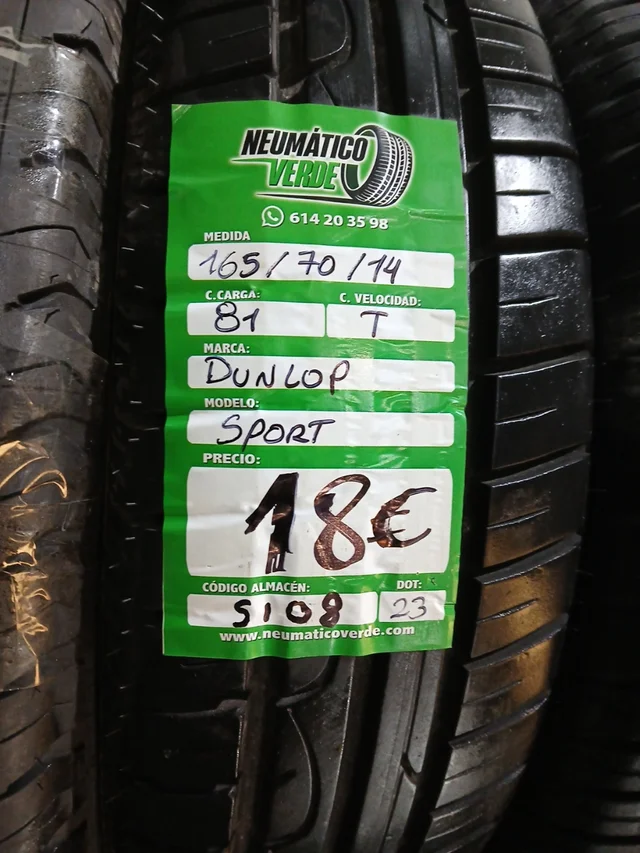 NEUMÁTICO
VERDE
614 20 35 98
MEDIDA
165/70/14
C.CARGA: C. VELOCIDAD:
81 T
MARCA:
DUNLOP
MODELO:
SPORT
PRECIO:
18€
CÓDIGO ALMACÉN: DOT:
S108 23
www.neumaticoverde.com